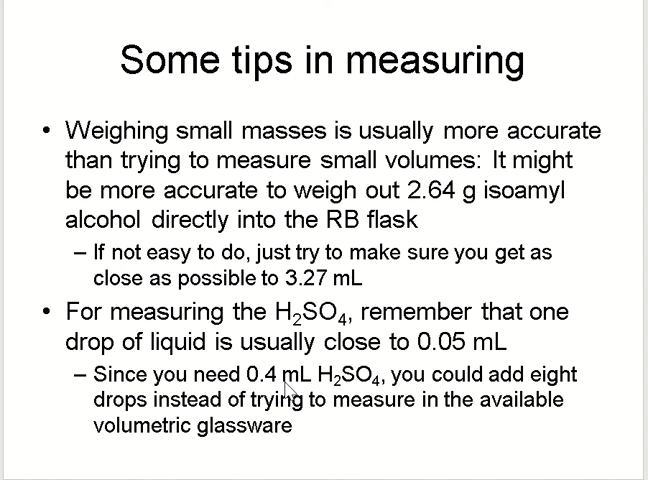 Some tips in measuring
• Weighing small masses is usually more accurate
than trying to measure small volumes: It might
be more accurate to weigh out 2.64 g isoamyl
alcohol directly into the RB flask
– If not easy to do, just try to make sure you get as
close as possible to 3.27 mL
• For measuring the H₂SO₄, remember that one
drop of liquid is usually close to 0.05 mL
– Since you need 0.4 mL H₂SO₄, you could add eight
drops instead of trying to measure in the available
volumetric glassware